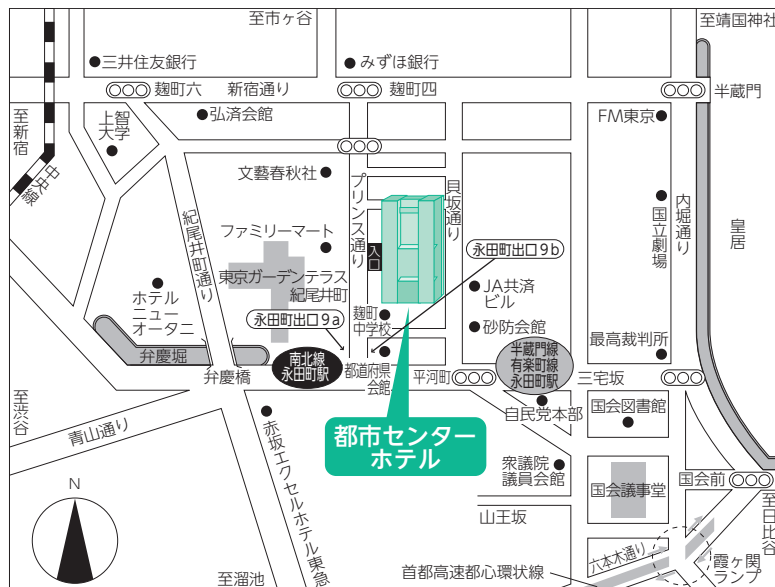 至市ヶ谷
至靖国神社
三井住友銀行
みずほ銀行
麹町六
新宿通り
麹町四
半蔵門
至新宿
上智
大学
弘済会館
FM東京
中央線
文藝春秋社
プリンス通り
貝坂通り
国立劇場
内堀通り
皇居
紀尾井町通り
ファミリーマート
入口
永田町出口9b
東京ガーデンテラス
紀尾井町
JA共済
ビル
ホテル
ニュー
オータニ
永田町出口9a
麹町
中学校
砂防会館
最高裁判所
弁慶堀
弁慶橋
南北線
永田町駅
都道府県
会館
平河町
半蔵門線
有楽町線
永田町駅
三宅坂
至渋谷
青山通り
赤坂エクセルホテル東急
都市センター
ホテル
自民党本部
国会図書館
衆議院
議員会館
国会議事堂
国会前
至日比谷
N
山王坂
六本木通り
霞ヶ関
ランプ
至溜池
首都高速都心環状線